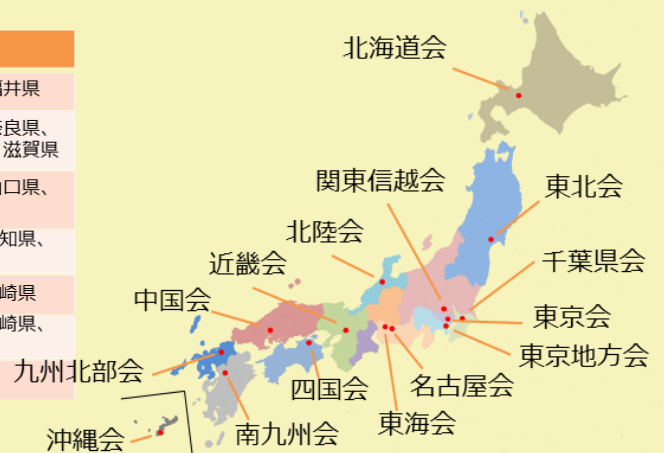 井県
良県、
滋賀県
口県、
知県、
崎県
崎県、
北海道会
関東信越会
東北会
北陸会
近畿会
千葉県会
中国会
東京会
東京地方会
九州北部会
四国会
名古屋会
東海会
南九州会
沖縄会